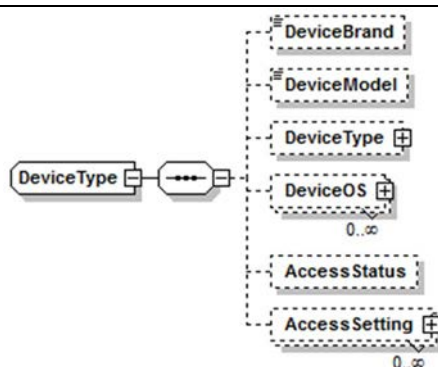 DeviceBrand
DeviceModel
DeviceType
DeviceType
DeviceOS
0..∞
AccessStatus
AccessSetting
0..∞